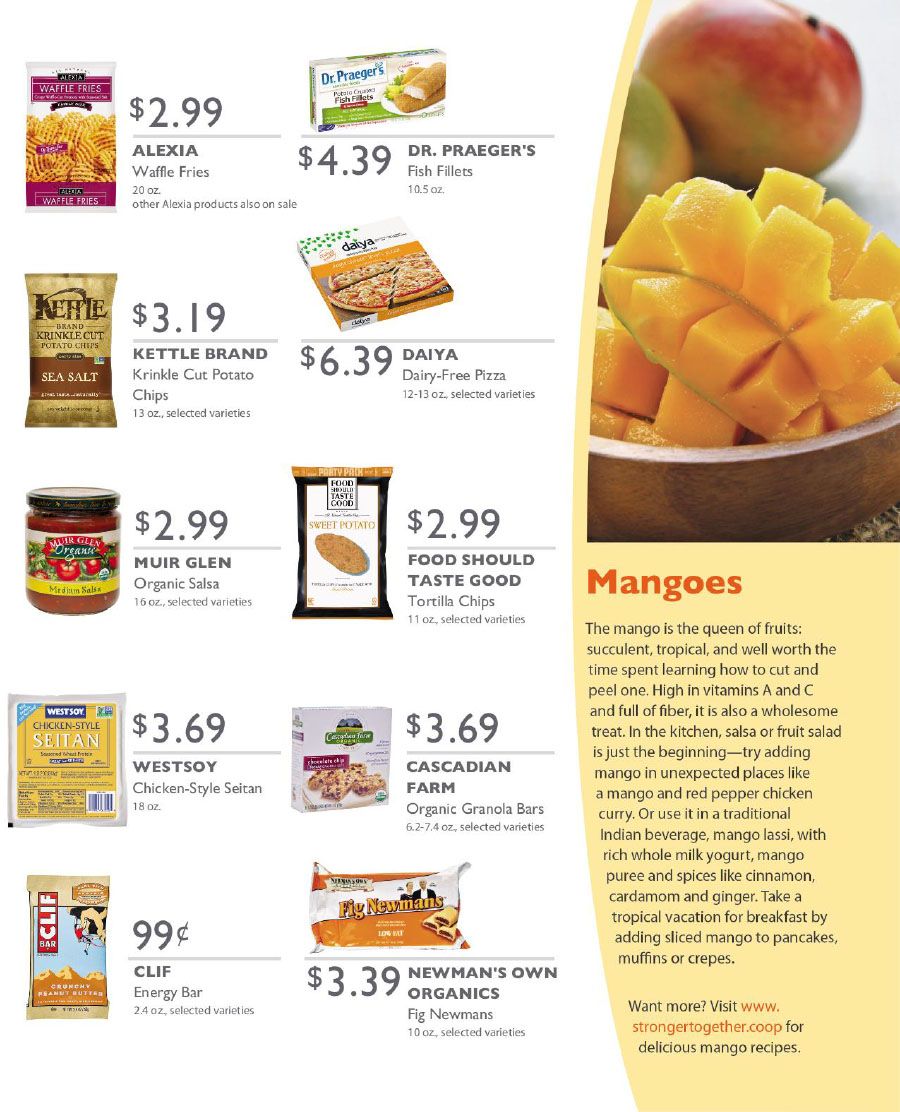 ALEXIA
WAFFLE FRIES
ALEXIA
WAFFLE FRIES
$2.99
ALEXIA
Waffle Fries
20 oz.
other Alexia products also on sale
Dr. Praeger's
Potato Crusted
Fish Fillets
$4.39
DR. PRAEGER'S
Fish Fillets
10.5 oz.
KETTLE
BRAND
KRINKLE CUT
POTATO CHIPS
SEA SALT
$3.19
KETTLE BRAND
Krinkle Cut Potato
Chips
13 oz., selected varieties
daiya
daiya
$6.39
DAIYA
Dairy-Free Pizza
12-13 oz., selected varieties
MUIR GLEN
Organic
Medium Salsa
$2.99
MUIR GLEN
Organic Salsa
16 oz., selected varieties
PARTY PACK
FOOD
SHOULD
TASTE
GOOD
SWEET POTATO
$2.99
FOOD SHOULD
TASTE GOOD
Tortilla Chips
11 oz., selected varieties
WESTSOY
CHICKEN-STYLE
SEITAN
$3.69
WESTSOY
Chicken-Style Seitan
18 oz.
Cascadian Farm
ORGANIC
chocolate chip
$3.69
CASCADIAN
FARM
Organic Granola Bars
6.2-7.4 oz., selected varieties
CLIF
BAR
CRUNCHY
PEANUT BUTTER
99¢
CLIF
Energy Bar
2.4 oz., selected varieties
NEWMAN'S OWN
Fig Newmans
LOW FAT
$3.39
NEWMAN'S OWN
ORGANICS
Fig Newmans
10 oz., selected varieties
Mangoes
The mango is the queen of fruits:
succulent, tropical, and well worth the
time spent learning how to cut and
peel one. High in vitamins A and C
and full of fiber, it is also a wholesome
treat. In the kitchen, salsa or fruit salad
is just the beginning—try adding
mango in unexpected places like
a mango and red pepper chicken
curry. Or use it in a traditional
Indian beverage, mango lassi, with
rich whole milk yogurt, mango
puree and spices like cinnamon,
cardamom and ginger. Take a
tropical vacation for breakfast by
adding sliced mango to pancakes,
muffins or crepes.
Want more? Visit www.
strongertogether.coop for
delicious mango recipes.